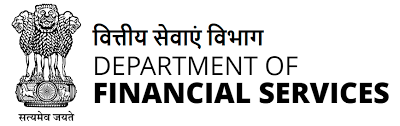 वित्तीय सेवाएं विभाग
DEPARTMENT OF
FINANCIAL SERVICES
सत्यमेव जयते